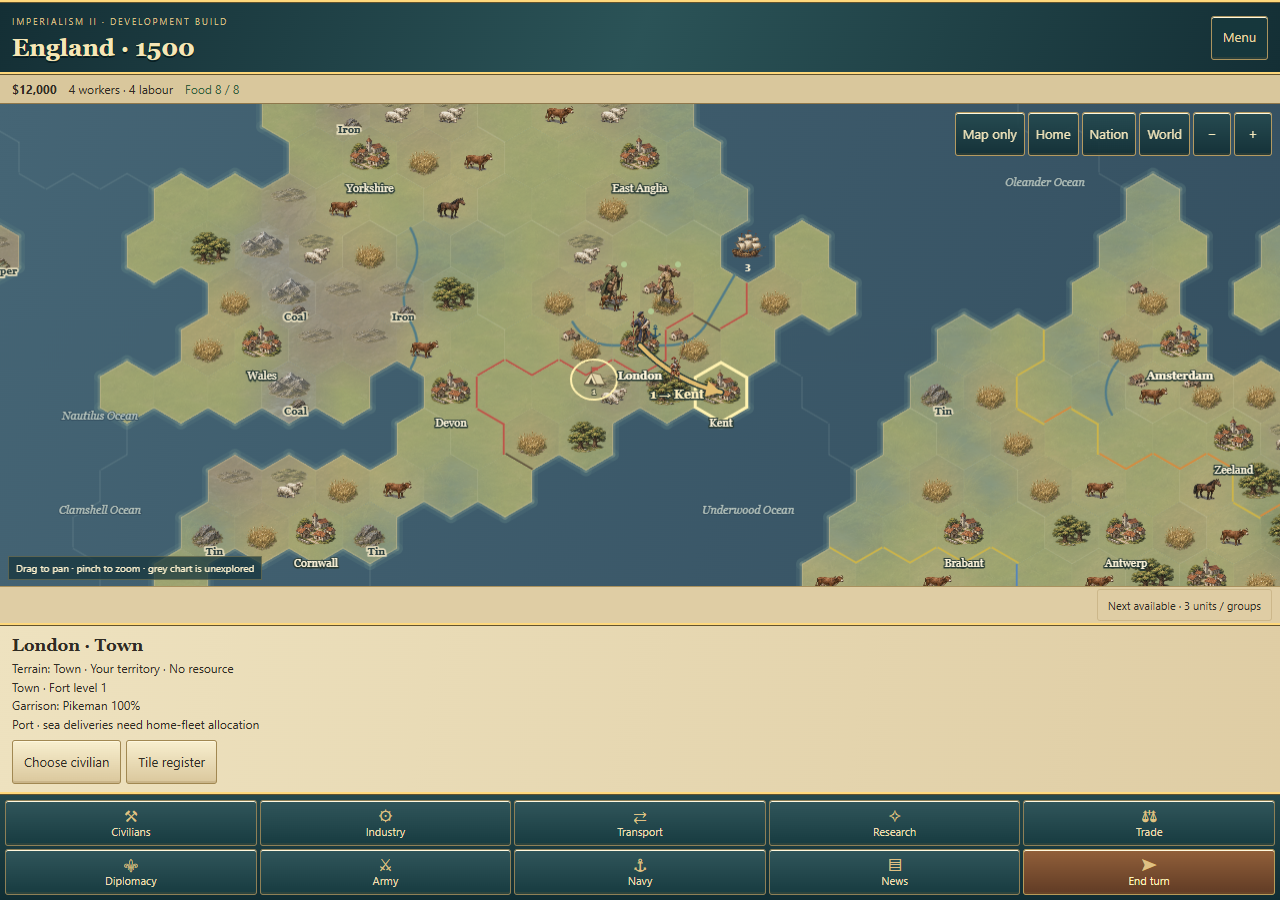 IMPERIALISM II · DEVELOPMENT BUILD
England · 1500
Menu
$12,000 4 workers · 4 labour Food 8 / 8
Map only
Home
Nation
World
−
+
Iron
Yorkshire
East Anglia
Oleander Ocean
3
per
Coal
Iron
Wales
London
Amsterdam
1
1 → Kent
Coal
Nautilus Ocean
Devon
Kent
Tin
Zeeland
Clamshell Ocean
Underwood Ocean
Tin
Tin
Cornwall
Brabant
Antwerp
Drag to pan · pinch to zoom · grey chart is unexplored
Next available · 3 units / groups
London · Town
Terrain: Town · Your territory · No resource
Town · Fort level 1
Garrison: Pikeman 100%
Port · sea deliveries need home-fleet allocation
Choose civilian
Tile register
Civilians
Industry
Transport
Research
Trade
Diplomacy
Army
Navy
News
End turn